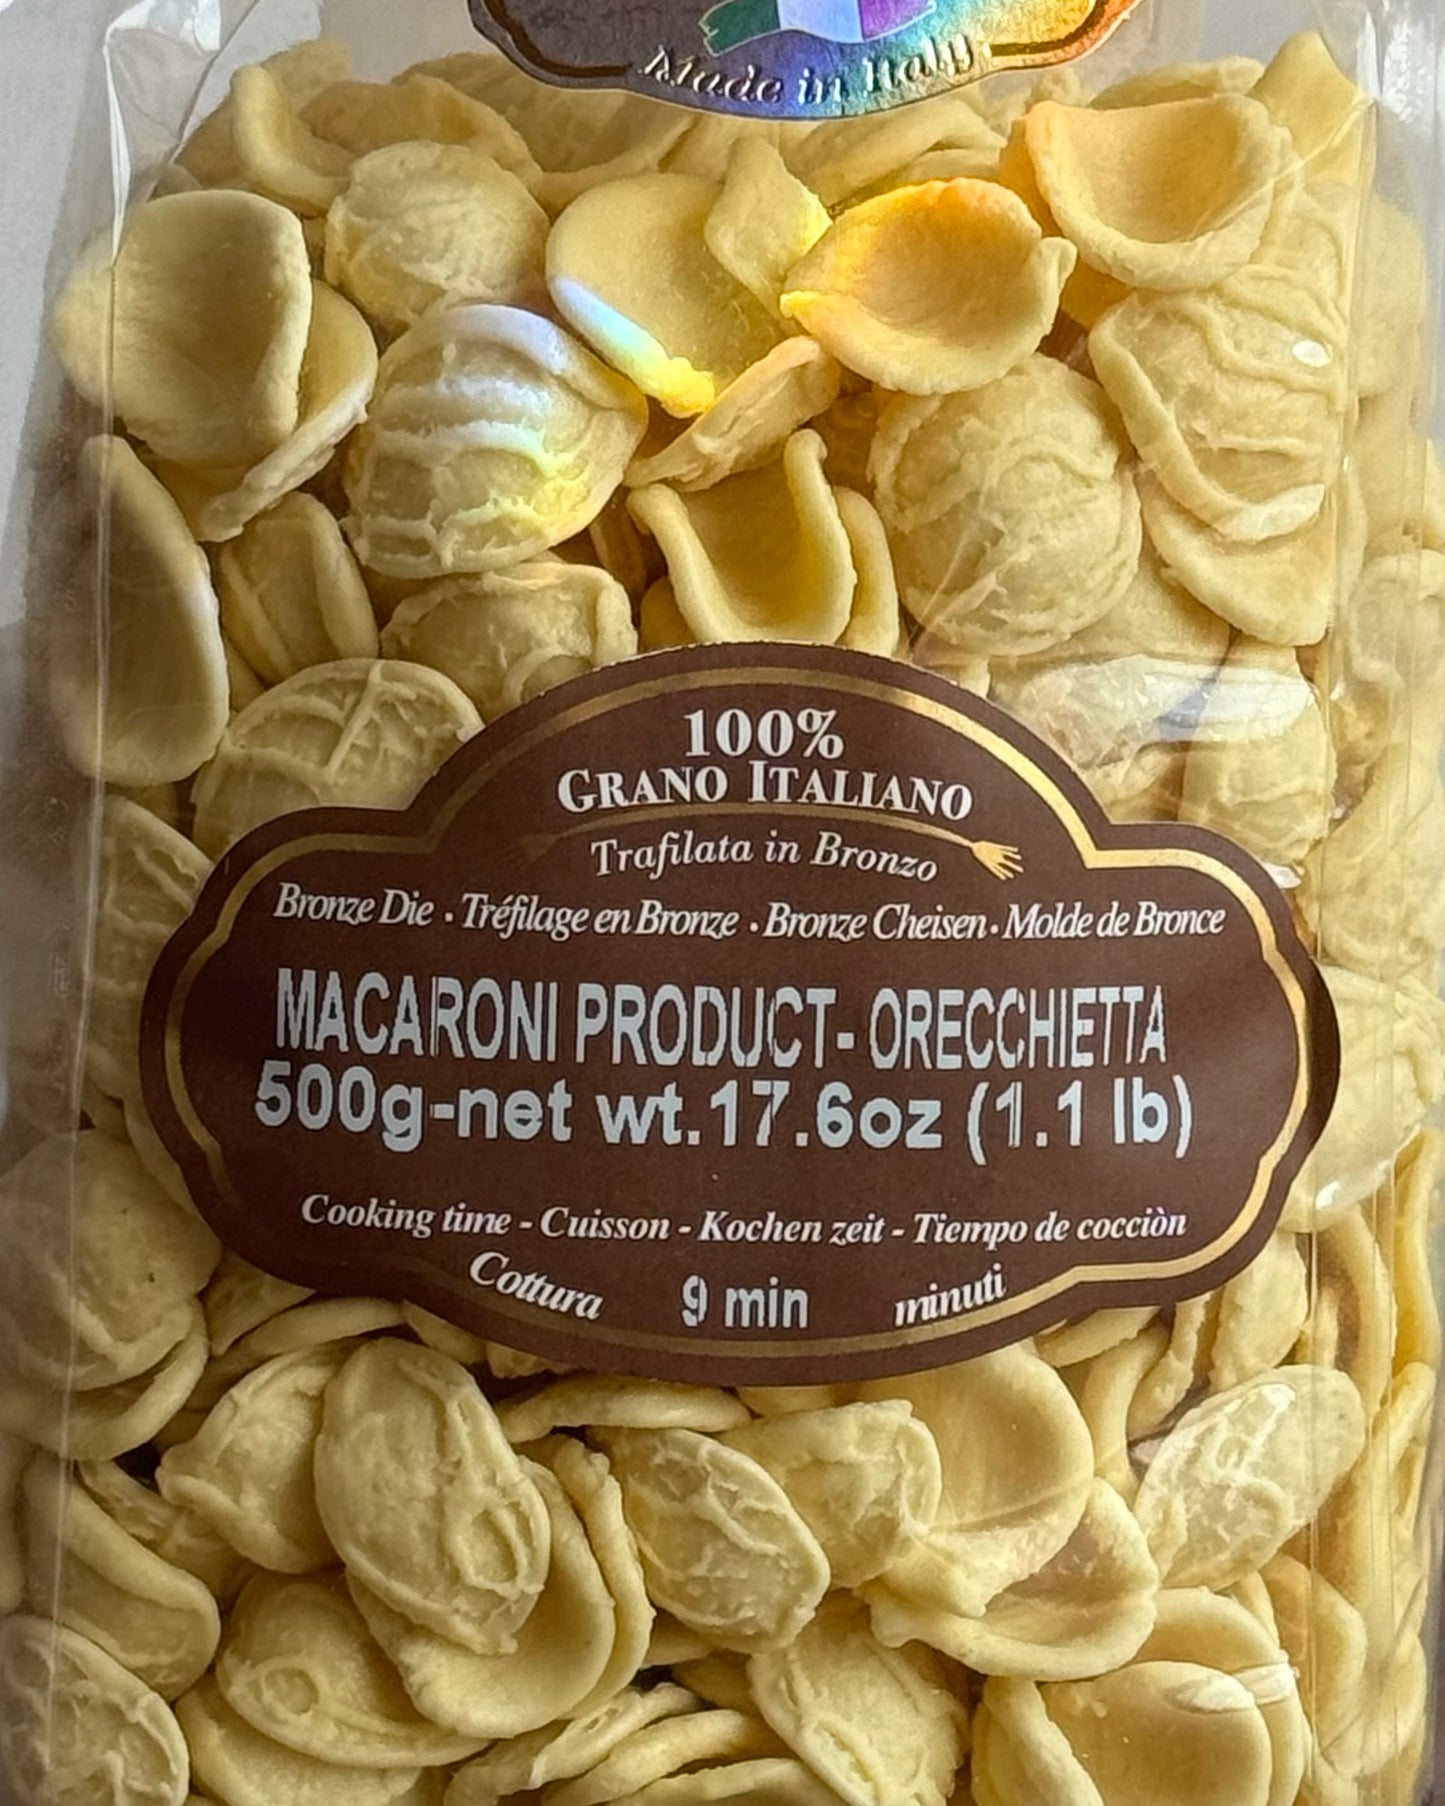 Made in Italy
100%
GRANO ITALIANO
Trafilata in Bronzo
Bronze Die . Tréfilage en Bronze . Bronze Cheisen . Molde de Bronce
MACARONI PRODUCT- ORECCHIETTA
500g-net wt.17.6oz (1.1 lb)
Cooking time - Cuisson - Kochen zeit - Tiempo de cocciòn
Cottura 9 min minuti